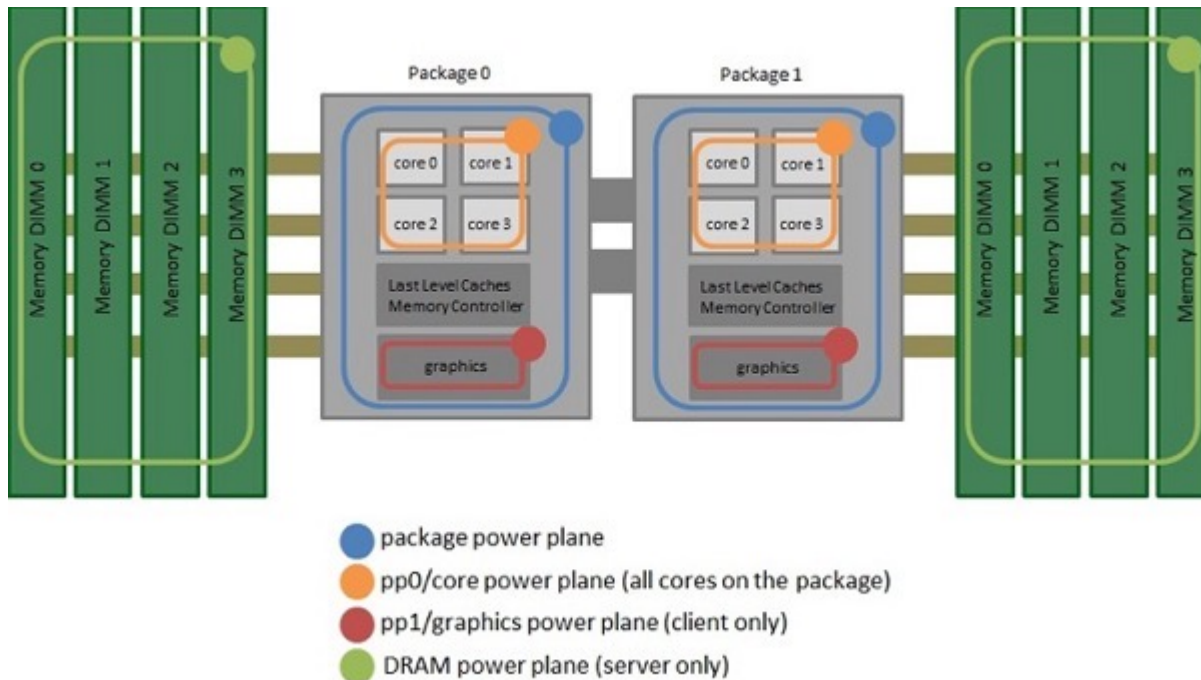 Package 0
Package 1
Memory DIMM 0
Memory DIMM 1
Memory DIMM 2
Memory DIMM 3
core 0
core 1
core 2
core 3
Last Level Caches
Memory Controller
graphics
core 0
core 1
core 2
core 3
Last Level Caches
Memory Controller
graphics
Memory DIMM 0
Memory DIMM 1
Memory DIMM 2
Memory DIMM 3
package power plane
pp0/core power plane (all cores on the package)
pp1/graphics power plane (client only)
DRAM power plane (server only)